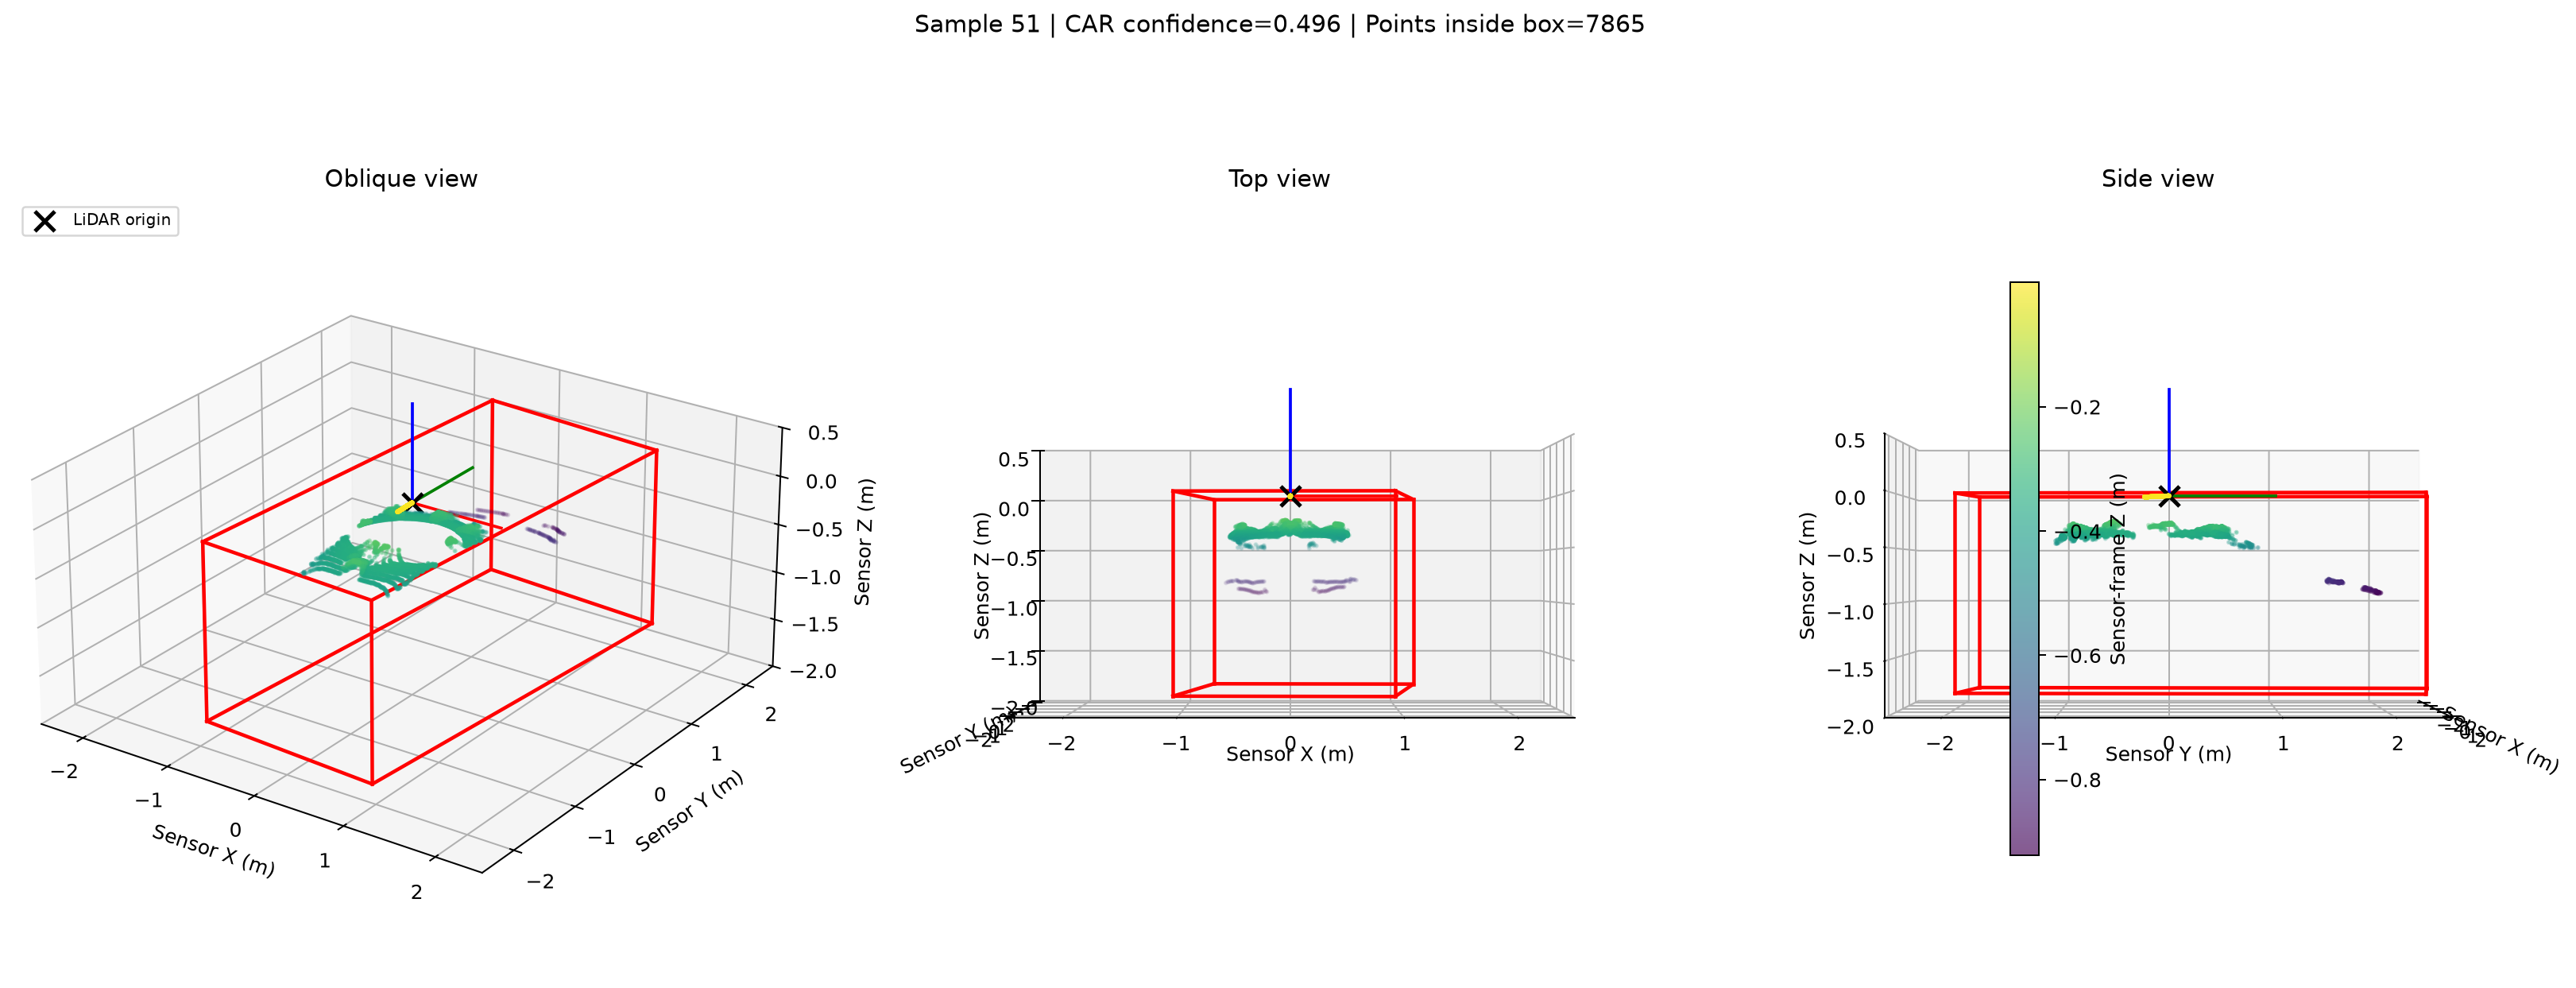 Sample 51 | CAR confidence=0.496 | Points inside box=7865
Oblique view
LiDAR origin
0.5
0.0
−0.5
−1.0
−1.5
−2.0
Sensor Z (m)
−2
−1
0
1
2
Sensor X (m)
−2
−1
0
1
2
Sensor Y (m)
Top view
0.5
0.0
−0.5
−1.0
−1.5
−2.0
Sensor Z (m)
Sensor Y (m)
−2
−1
0
1
2
Sensor X (m)
Side view
0.5
0.0
−0.5
−1.0
−1.5
−2.0
Sensor Z (m)
−2
−1
0
1
2
Sensor Y (m)
Sensor X (m)
−0.2
−0.4
−0.6
−0.8
Sensor-frame Z (m)